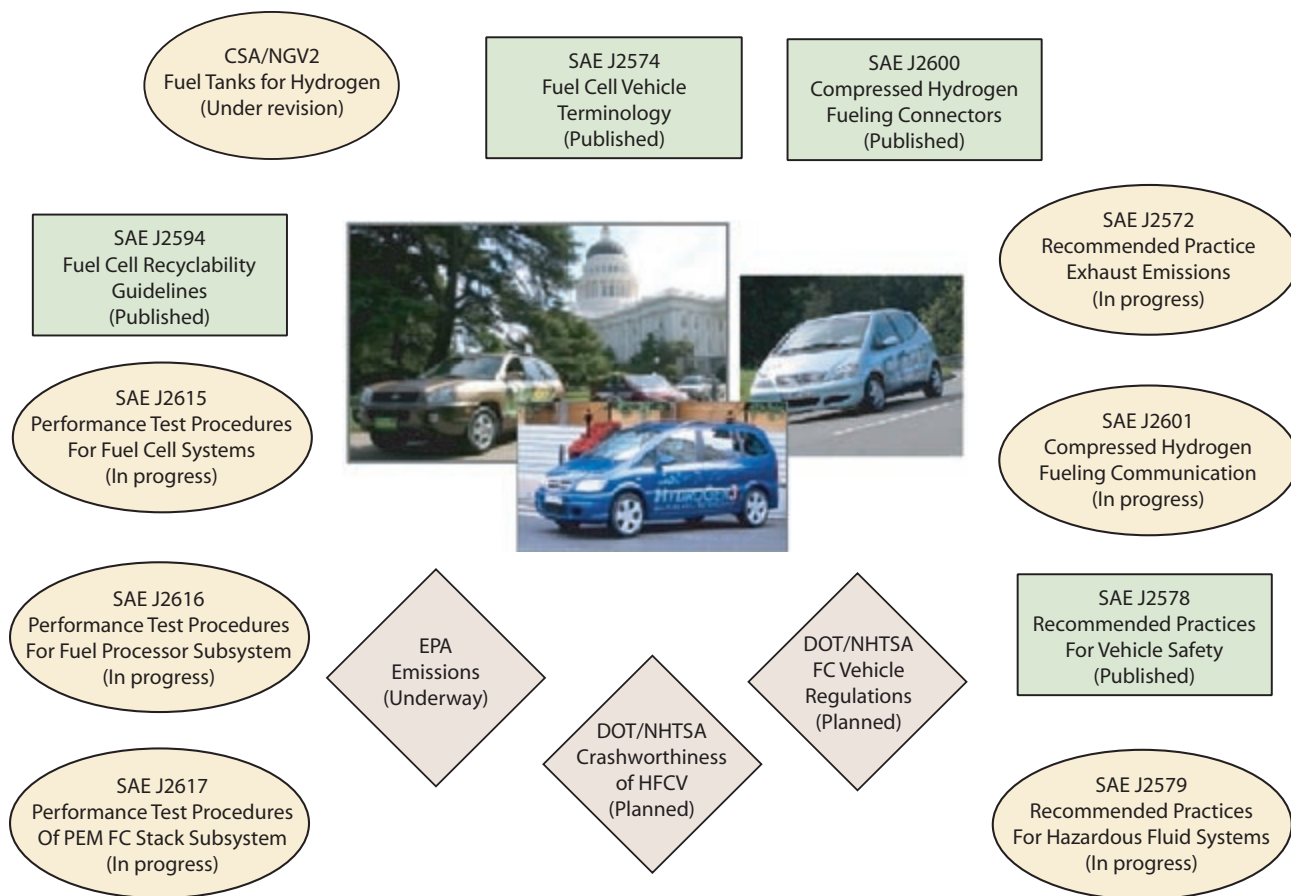 CSA/NGV2
Fuel Tanks for Hydrogen
(Under revision)
SAE J2574
Fuel Cell Vehicle
Terminology
(Published)
SAE J2600
Compressed Hydrogen
Fueling Connectors
(Published)
SAE J2594
Fuel Cell Recyclability
Guidelines
(Published)
SAE J2572
Recommended Practice
Exhaust Emissions
(In progress)
SAE J2615
Performance Test Procedures
For Fuel Cell Systems
(In progress)
SAE J2601
Compressed Hydrogen
Fueling Communication
(In progress)
SAE J2616
Performance Test Procedures
For Fuel Processor Subsystem
(In progress)
EPA
Emissions
(Underway)
DOT/NHTSA
Crashworthiness
of HFCV
(Planned)
DOT/NHTSA
FC Vehicle
Regulations
(Planned)
SAE J2578
Recommended Practices
For Vehicle Safety
(Published)
SAE J2617
Performance Test Procedures
Of PEM FC Stack Subsystem
(In progress)
SAE J2579
Recommended Practices
For Hazardous Fluid Systems
(In progress)